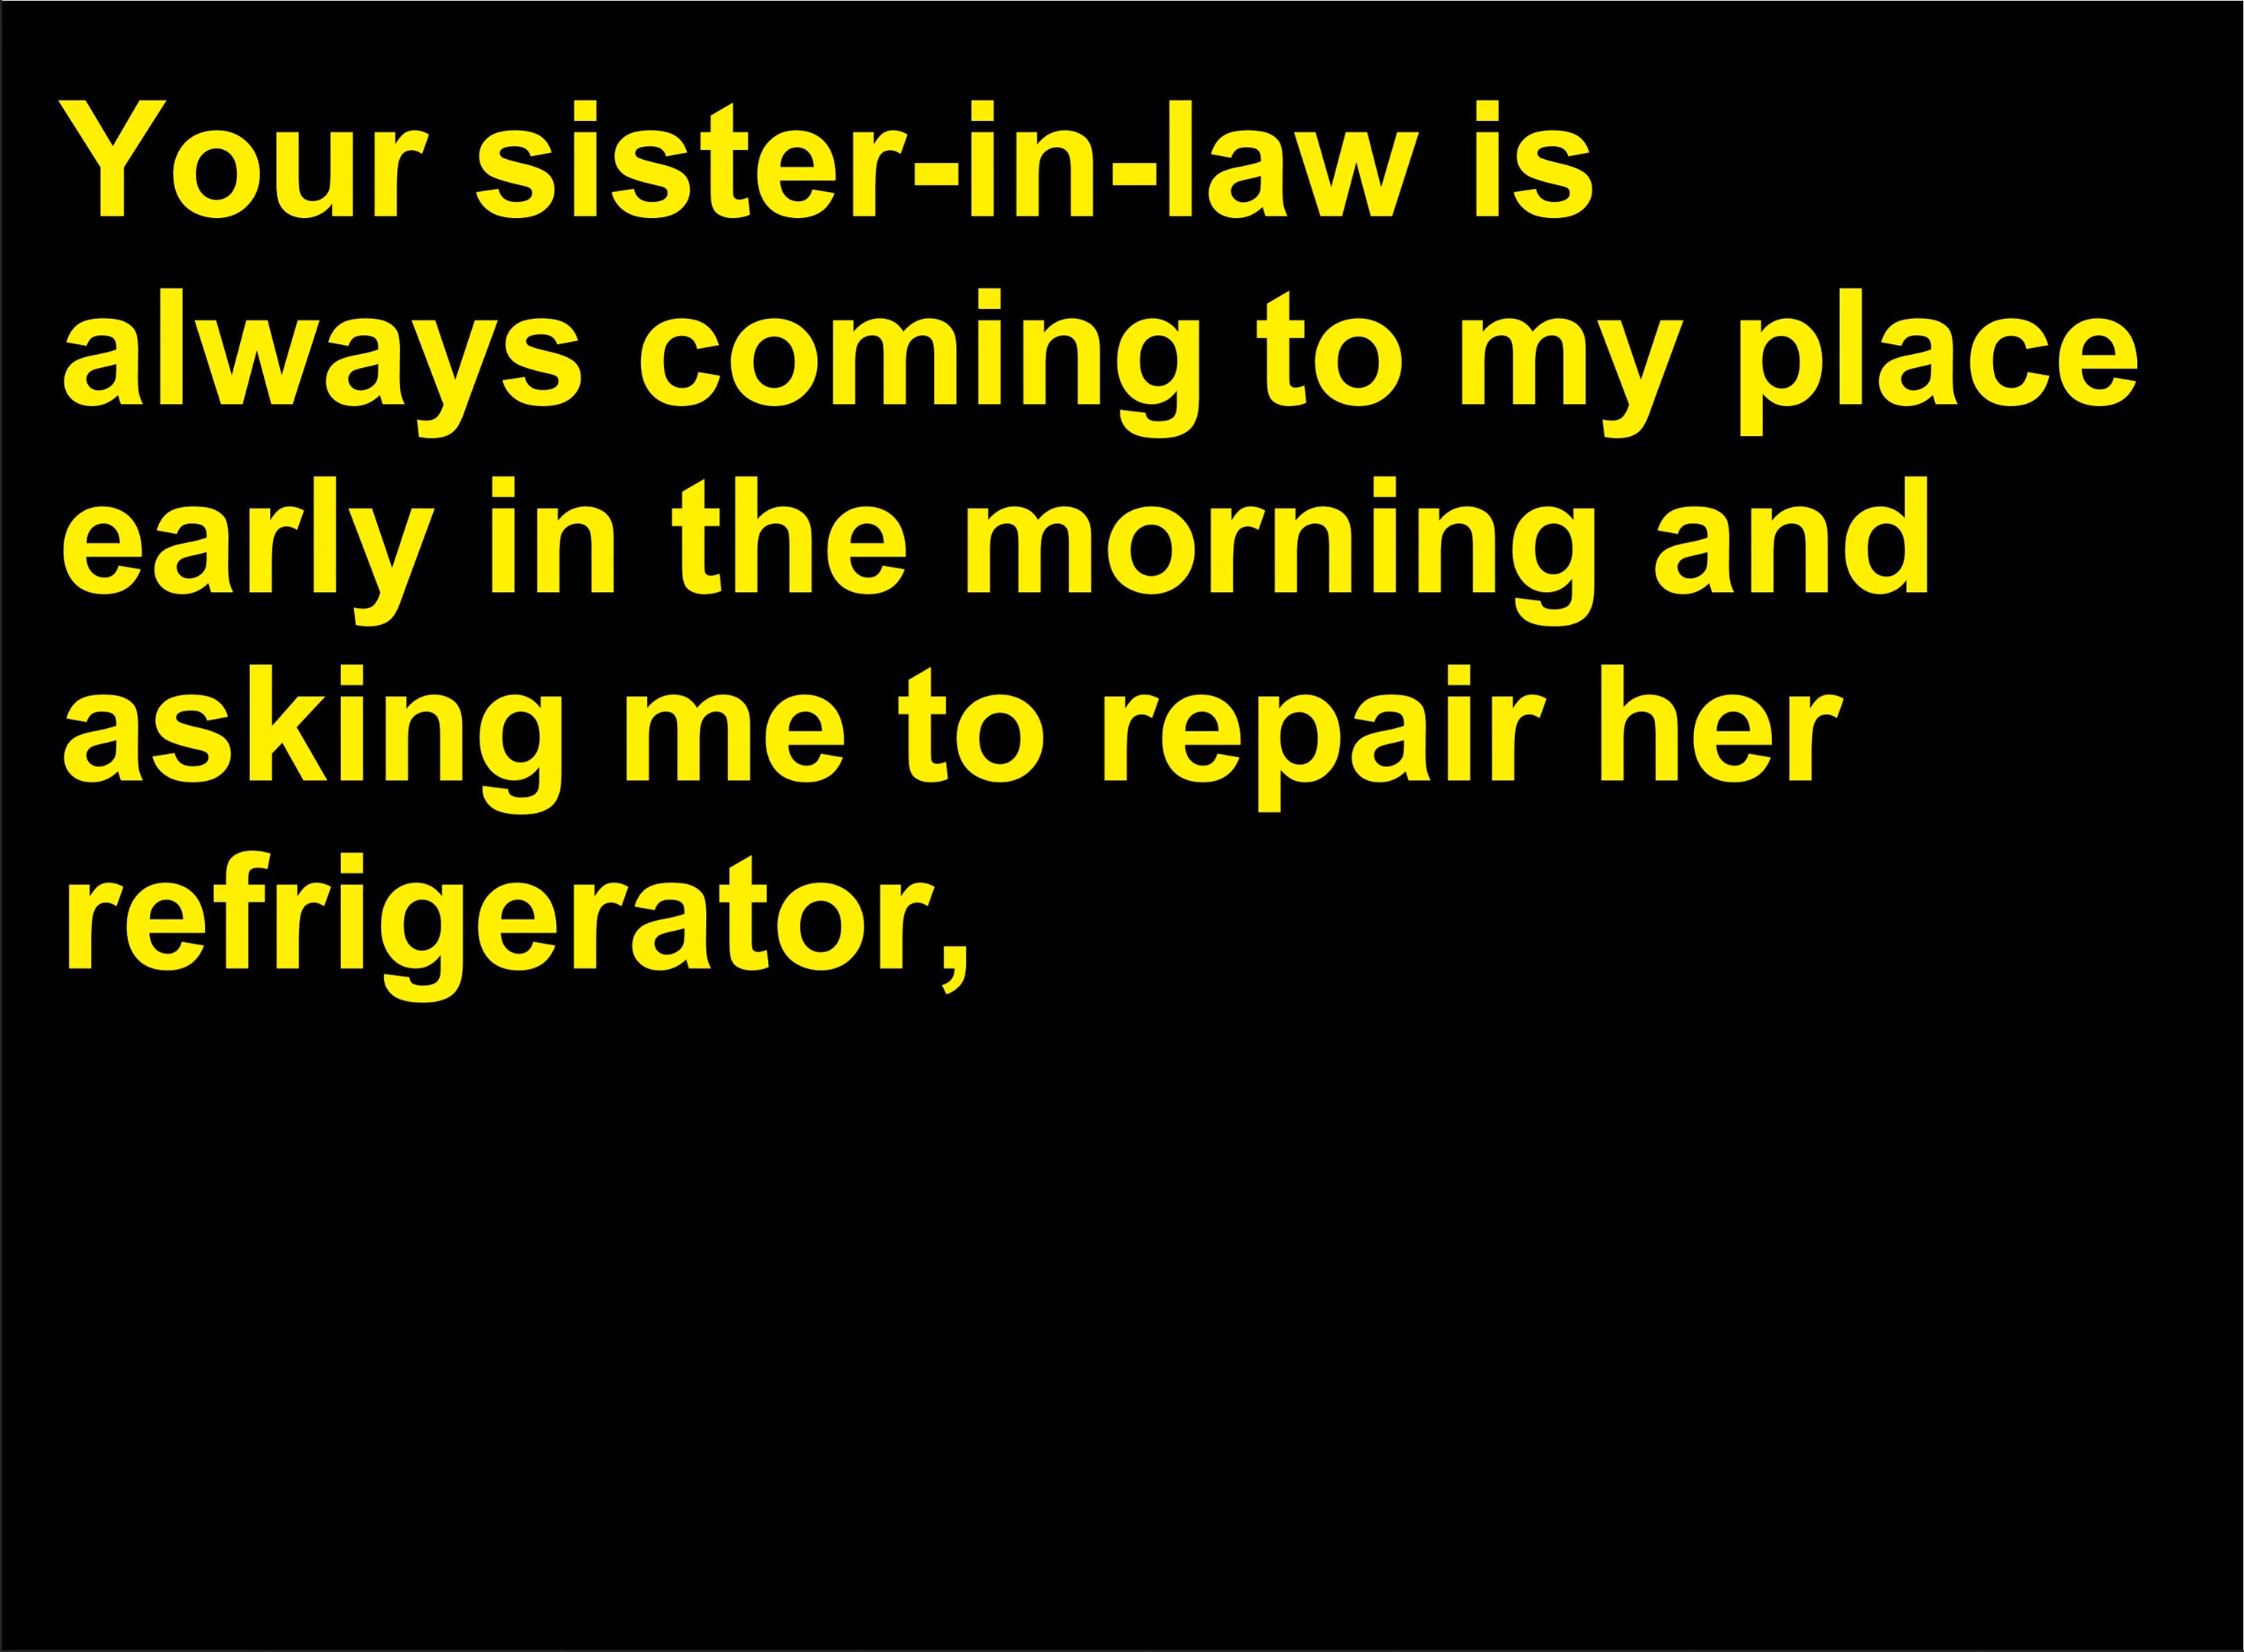 Your sister-in-law is
always coming to my place
early in the morning and
asking me to repair her
refrigerator,